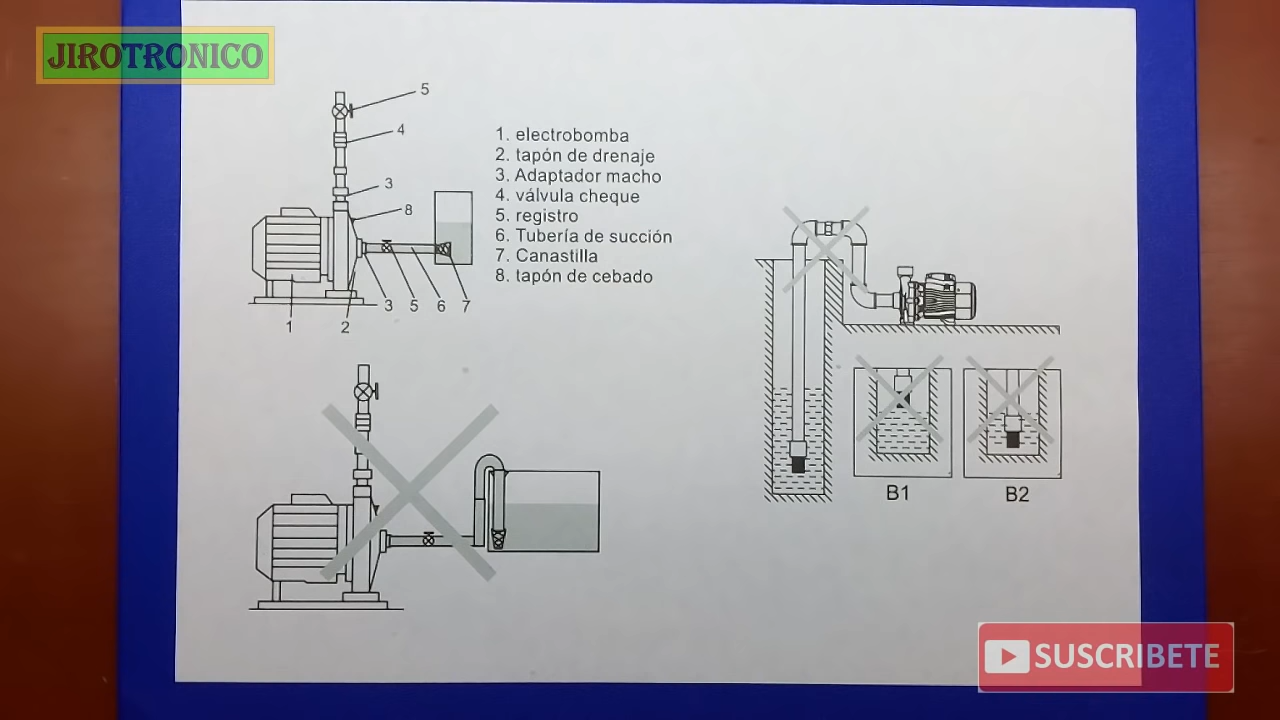 JIROTRONICO
5
4
3
8
1. electrobomba
2. tapón de drenaje
3. Adaptador macho
4. válvula cheque
5. registro
6. Tubería de succión
7. Canastilla
8. tapón de cebado
1 2 3 5 6 7
B1 B2
SUSCRIBETE